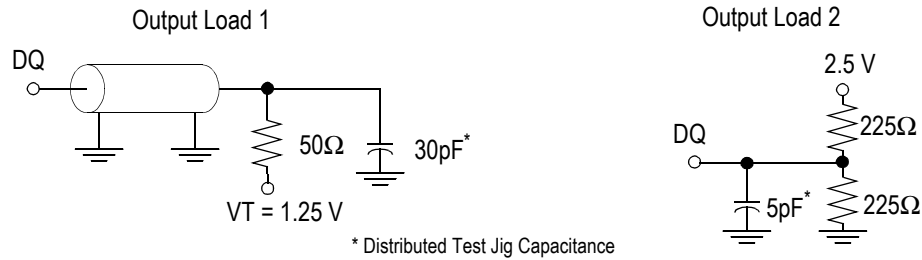 Output Load 1
DQ
50Ω
30pF*
VT = 1.25 V
* Distributed Test Jig Capacitance
Output Load 2
2.5 V
225Ω
DQ
5pF*
225Ω